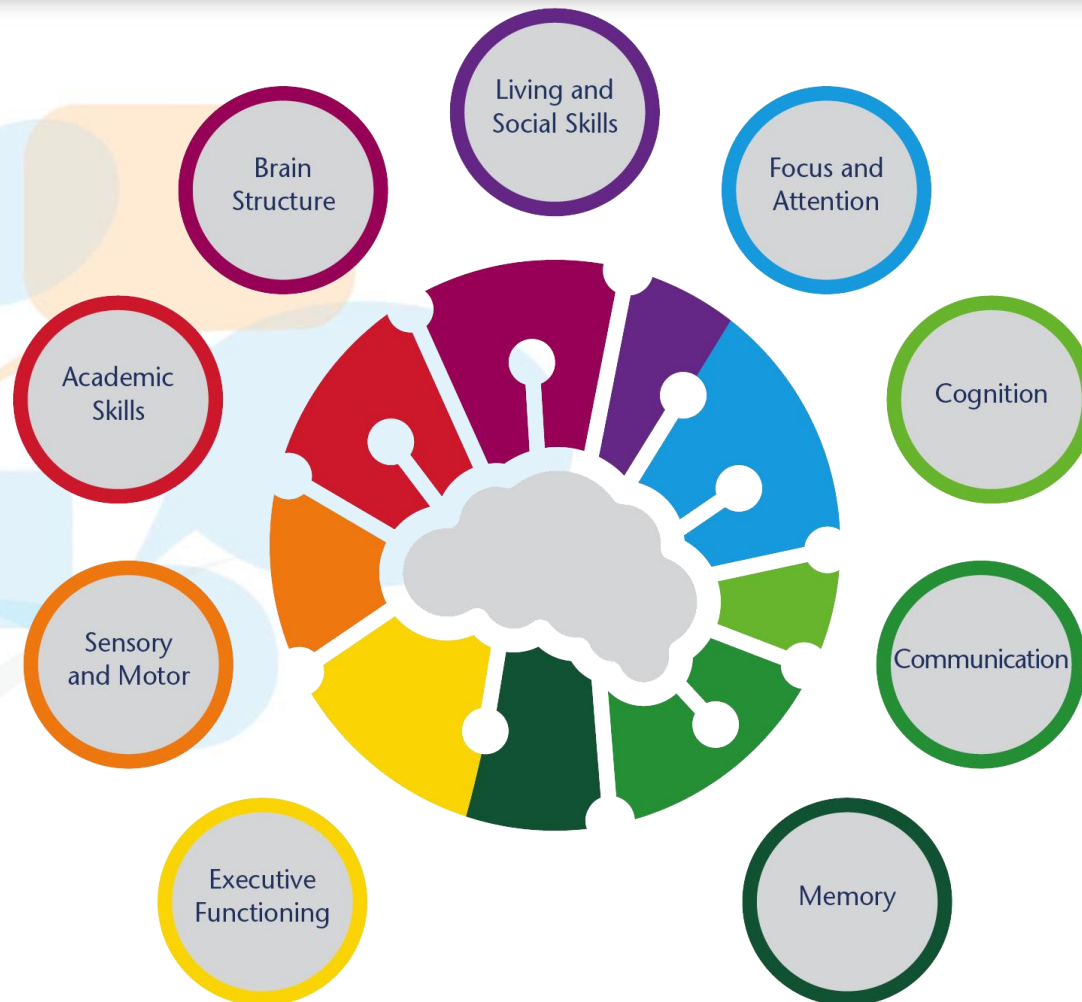 Living and
Social Skills
Focus and
Attention
Brain
Structure
Cognition
Academic
Skills
Communication
Sensory
and Motor
Executive
Functioning
Memory